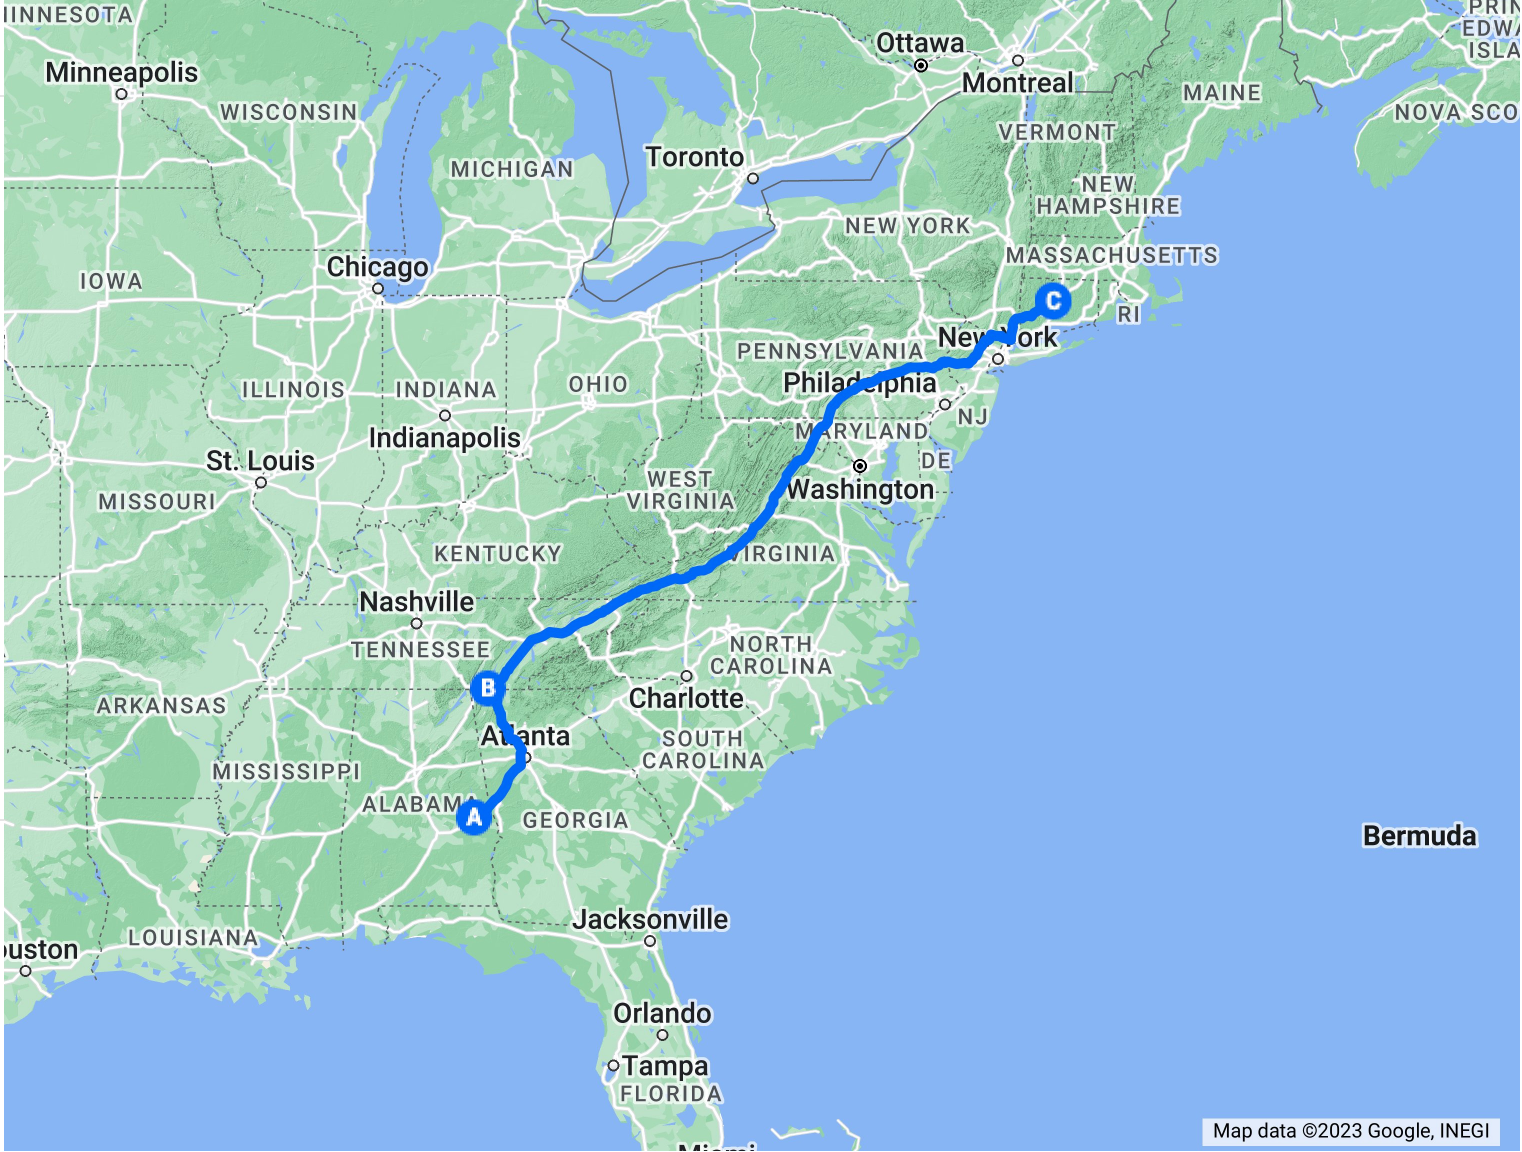 INNESOTA
Minneapolis
WISCONSIN
MICHIGAN
Toronto
Ottawa
Montreal
VERMONT
MAINE
PRIN
EDWA
ISLA
NOVA SCO
NEW
HAMPSHIRE
NEW YORK
MASSACHUSETTS
RI
C
IOWA
Chicago
New York
PENNSYLVANIA
Philadelphia
NJ
ILLINOIS
INDIANA
OHIO
Indianapolis
MARYLAND
DE
St. Louis
MISSOURI
WEST
VIRGINIA
Washington
KENTUCKY
VIRGINIA
Nashville
TENNESSEE
NORTH
CAROLINA
B
Charlotte
ARKANSAS
Atlanta
SOUTH
CAROLINA
MISSISSIPPI
ALABAMA
A
GEORGIA
Bermuda
Jacksonville
LOUISIANA
ouston
Orlando
Tampa
FLORIDA
Miami
Map data ©2023 Google, INEGI